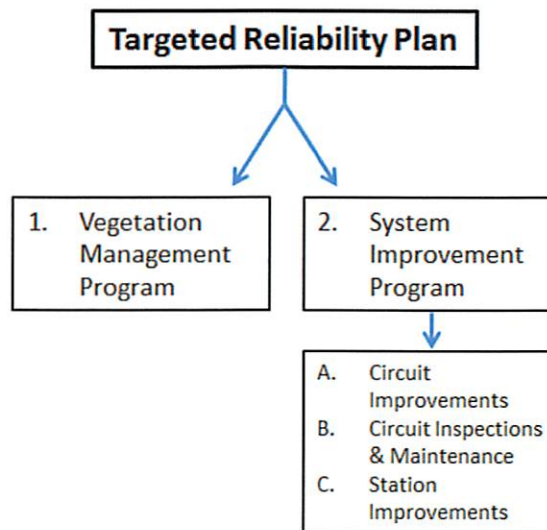 Targeted Reliability Plan
1. Vegetation
Management
Program
2. System
Improvement
Program
A. Circuit
Improvements
B. Circuit Inspections
& Maintenance
C. Station
Improvements